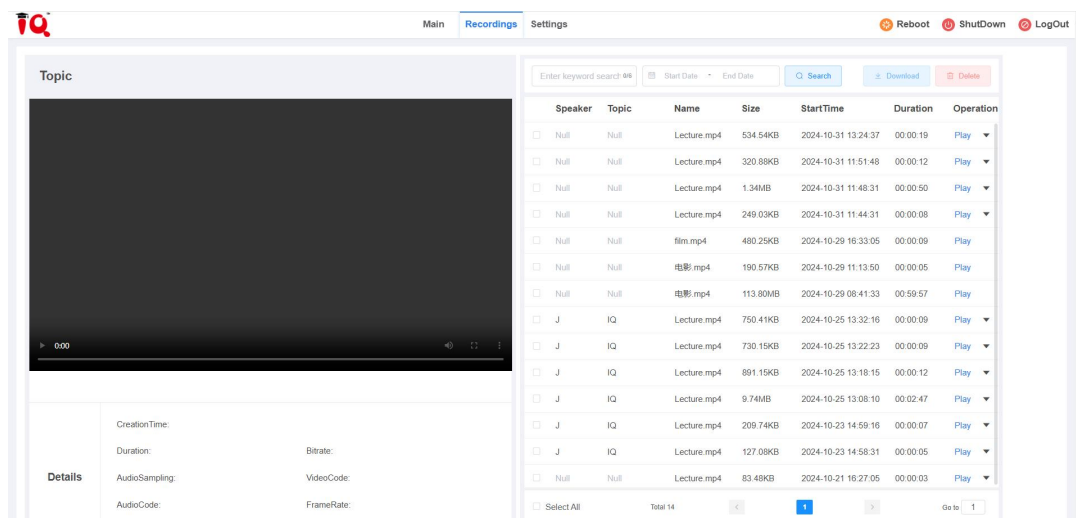 IQ
Main Recordings Settings Reboot ShutDown LogOut
Topic
0:00
Details
CreationTime:
Duration: Bitrate:
AudioSampling: VideoCode:
AudioCode: FrameRate:
Enter keyword search 0/6 Start Date - End Date Search Download Delete
Speaker Topic Name Size StartTime Duration Operation
Null Null Lecture.mp4 534.54KB 2024-10-31 13:24:37 00:00:19 Play
Null Null Lecture.mp4 320.88KB 2024-10-31 11:51:48 00:00:12 Play
Null Null Lecture.mp4 1.34MB 2024-10-31 11:48:31 00:00:50 Play
Null Null Lecture.mp4 249.03KB 2024-10-31 11:44:31 00:00:08 Play
Null Null film.mp4 480.25KB 2024-10-29 16:33:05 00:00:09 Play
Null Null 电影.mp4 190.57KB 2024-10-29 11:13:50 00:00:05 Play
Null Null 电影.mp4 113.80MB 2024-10-29 08:41:33 00:59:57 Play
J IQ Lecture.mp4 750.41KB 2024-10-25 13:32:16 00:00:09 Play
J IQ Lecture.mp4 730.15KB 2024-10-25 13:22:23 00:00:09 Play
J IQ Lecture.mp4 891.15KB 2024-10-25 13:18:15 00:00:12 Play
J IQ Lecture.mp4 9.74MB 2024-10-25 13:08:10 00:02:47 Play
J IQ Lecture.mp4 209.74KB 2024-10-23 14:59:16 00:00:07 Play
J IQ Lecture.mp4 127.08KB 2024-10-23 14:58:31 00:00:05 Play
Null Null Lecture.mp4 83.48KB 2024-10-21 16:27:05 00:00:03 Play
Select All Total 14 < 1 > Go to 1